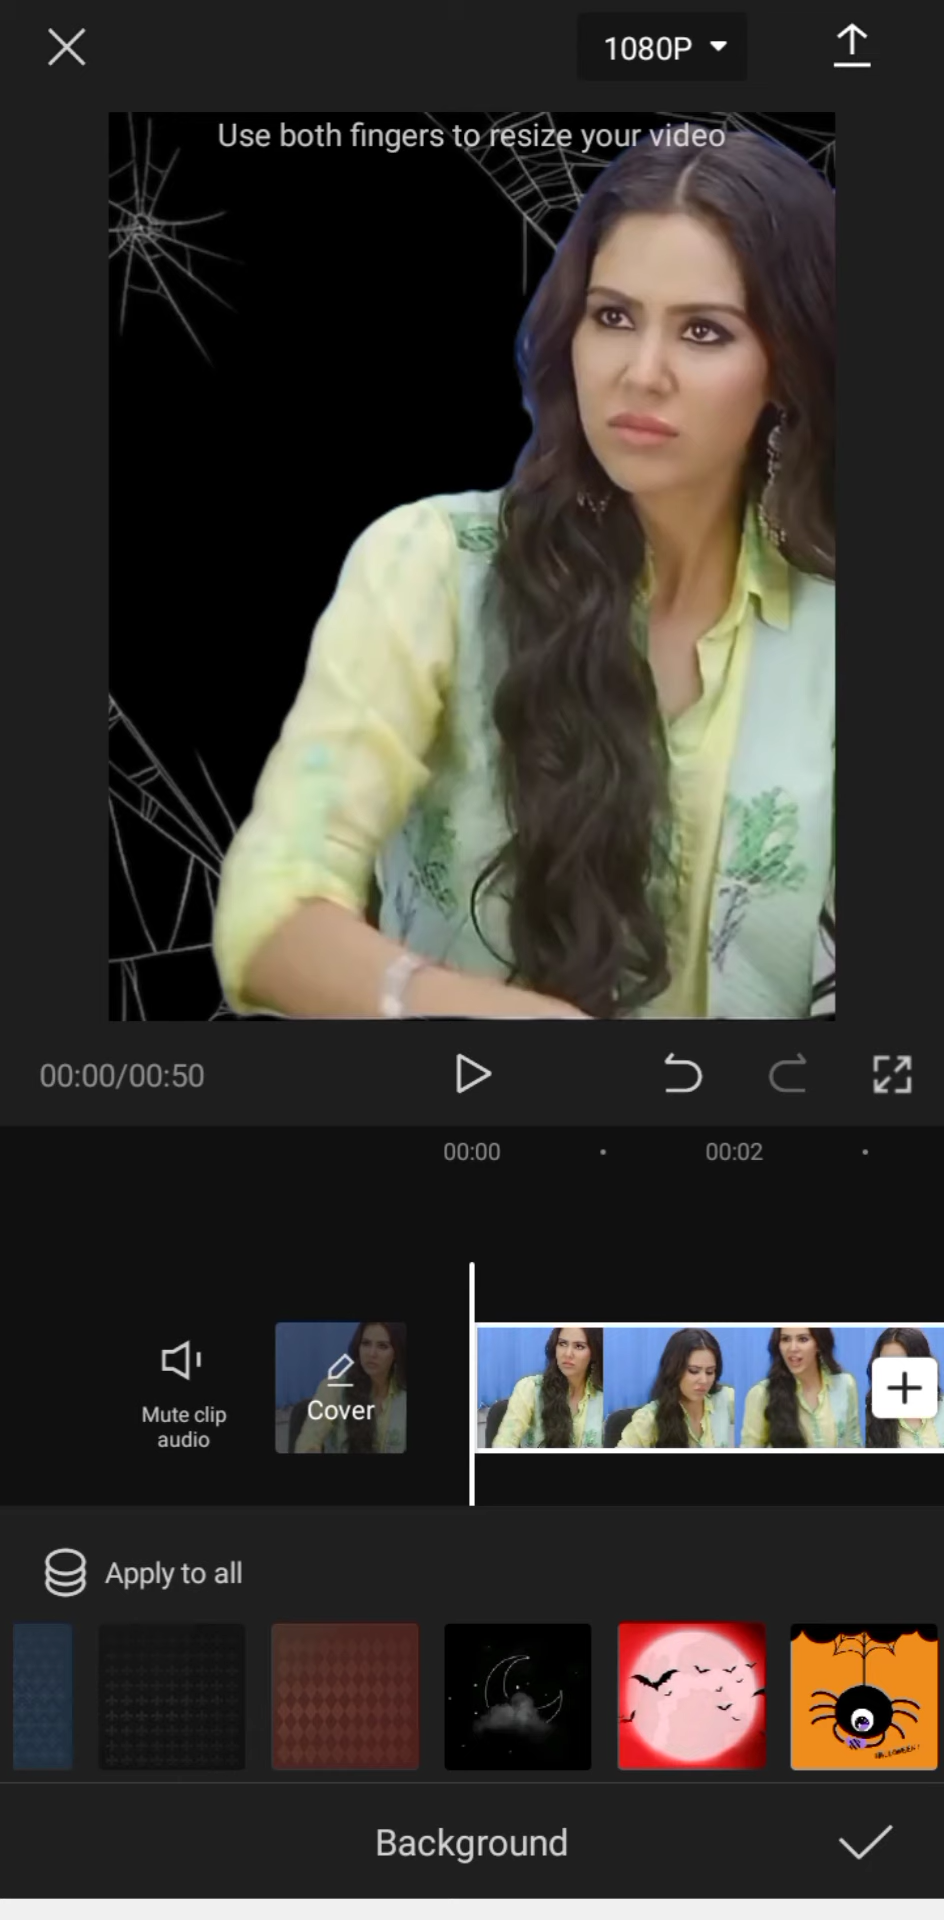 1080P
Use both fingers to resize your video
00:00/00:50
00:00
00:02
Mute clip
audio
Cover
Apply to all
Background